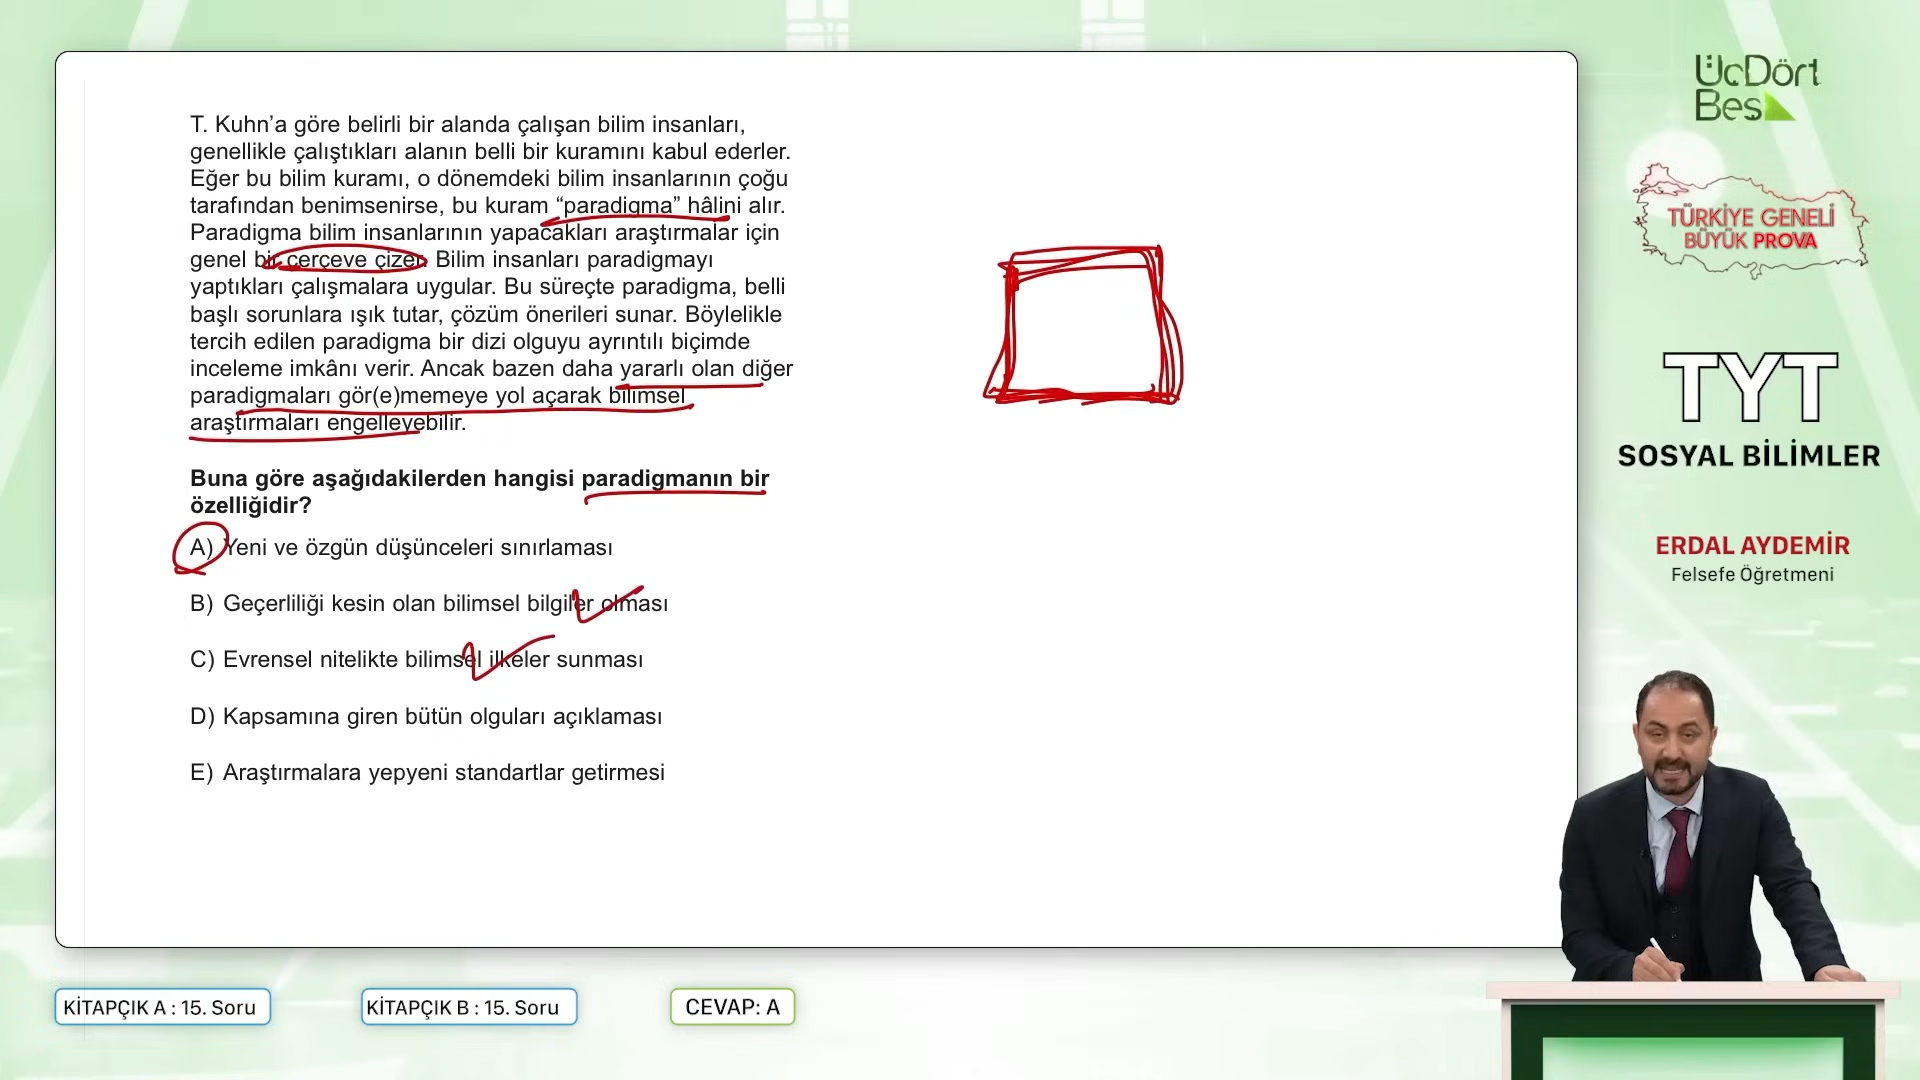 T. Kuhn’a göre belirli bir alanda çalışan bilim insanları,
genellikle çalıştıkları alanın belli bir kuramını kabul ederler.
Eğer bu bilim kuramı, o dönemdeki bilim insanlarının çoğu
tarafından benimsenirse, bu kuram “paradigma” hâlini alır.
Paradigma bilim insanlarının yapacakları araştırmalar için
genel bir çerçeve çizer. Bilim insanları paradigmayı
yaptıkları çalışmalara uygular. Bu süreçte paradigma, belli
başlı sorunlara ışık tutar, çözüm önerileri sunar. Böylelikle
tercih edilen paradigma bir dizi olguyu ayrıntılı biçimde
inceleme imkânı verir. Ancak bazen daha yararlı olan diğer
paradigmaları gör(e)memeye yol açarak bilimsel
araştırmaları engelleyebilir.
Buna göre aşağıdakilerden hangisi paradigmanın bir
özelliğidir?
A) Yeni ve özgün düşünceleri sınırlaması
B) Geçerliliği kesin olan bilimsel bilgiler olması
C) Evrensel nitelikte bilimsel ilkeler sunması
D) Kapsamına giren bütün olguları açıklaması
E) Araştırmalara yepyeni standartlar getirmesi
KİTAPÇIK A : 15. Soru
KİTAPÇIK B : 15. Soru
CEVAP: A
ÜçDört
Beş
TÜRKİYE GENELİ
BÜYÜK PROVA
TYT
SOSYAL BİLİMLER
ERDAL AYDEMİR
Felsefe Öğretmeni